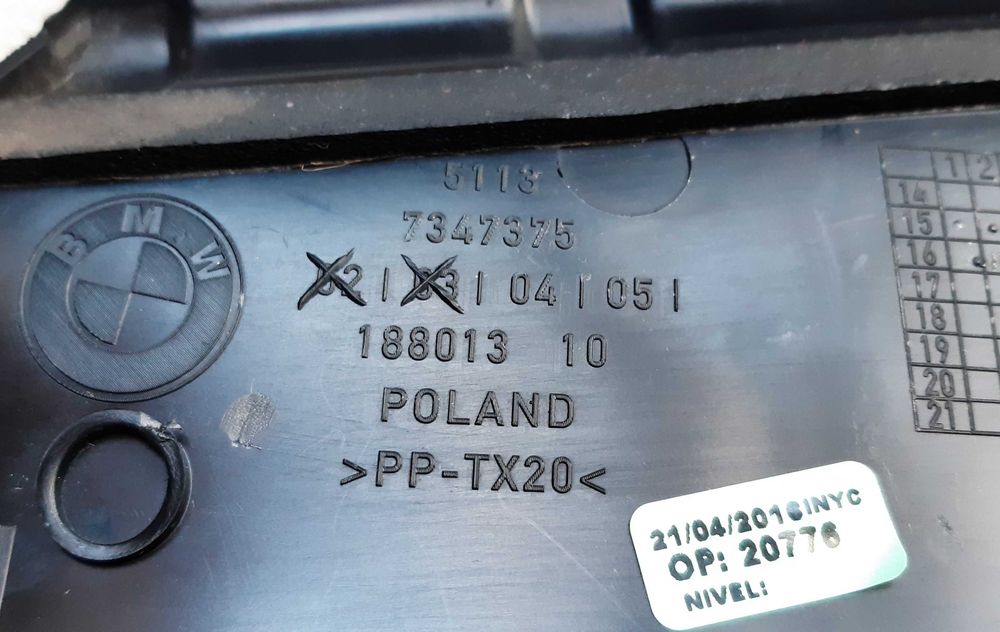 5113
7347375
02 | 03 | 04 | 05 |
188013 10
POLAND
>PP-TX20<
BMW
1 2
14
15
16
17
18
19
20
21
21/04/2016INYC
OP: 20776
NIVEL: